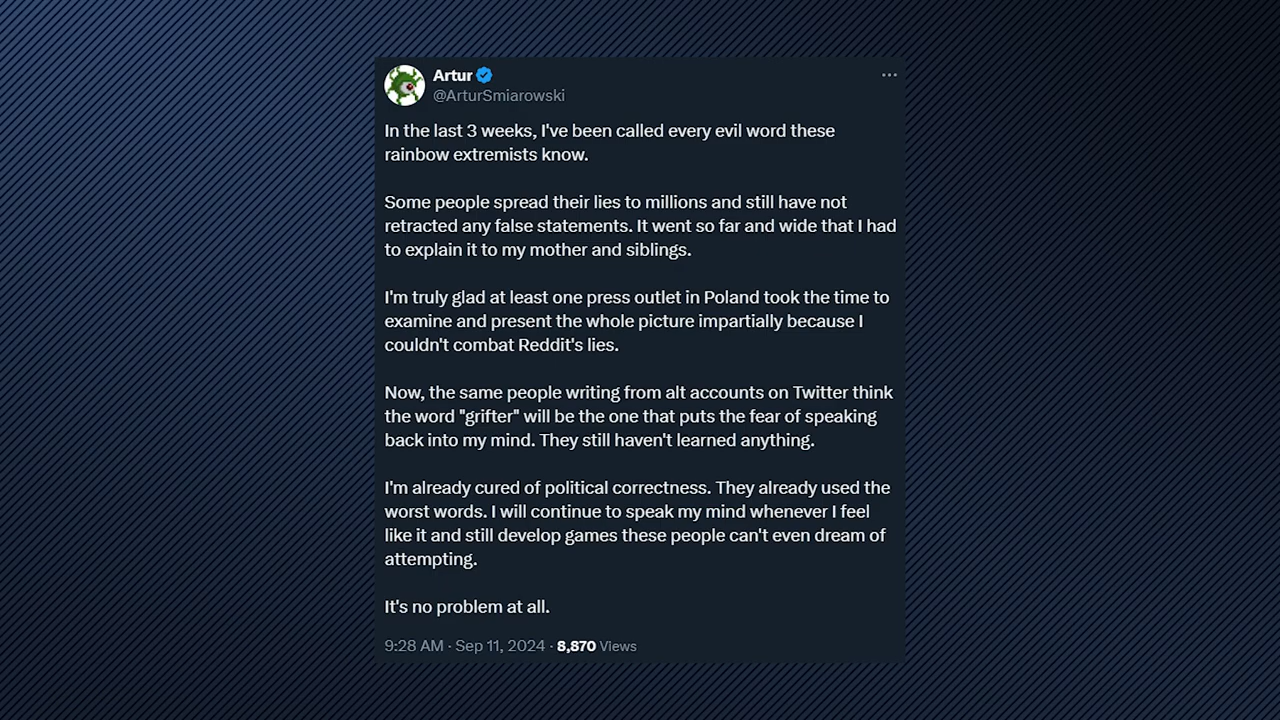 Artur
@ArturSmiarowski
In the last 3 weeks, I've been called every evil word these
rainbow extremists know.
Some people spread their lies to millions and still have not
retracted any false statements. It went so far and wide that I had
to explain it to my mother and siblings.
I'm truly glad at least one press outlet in Poland took the time to
examine and present the whole picture impartially because I
couldn't combat Reddit's lies.
Now, the same people writing from alt accounts on Twitter think
the word "grifter" will be the one that puts the fear of speaking
back into my mind. They still haven't learned anything.
I'm already cured of political correctness. They already used the
worst words. I will continue to speak my mind whenever I feel
like it and still develop games these people can't even dream of
attempting.
It's no problem at all.
9:28 AM · Sep 11, 2024 · 8,870 Views